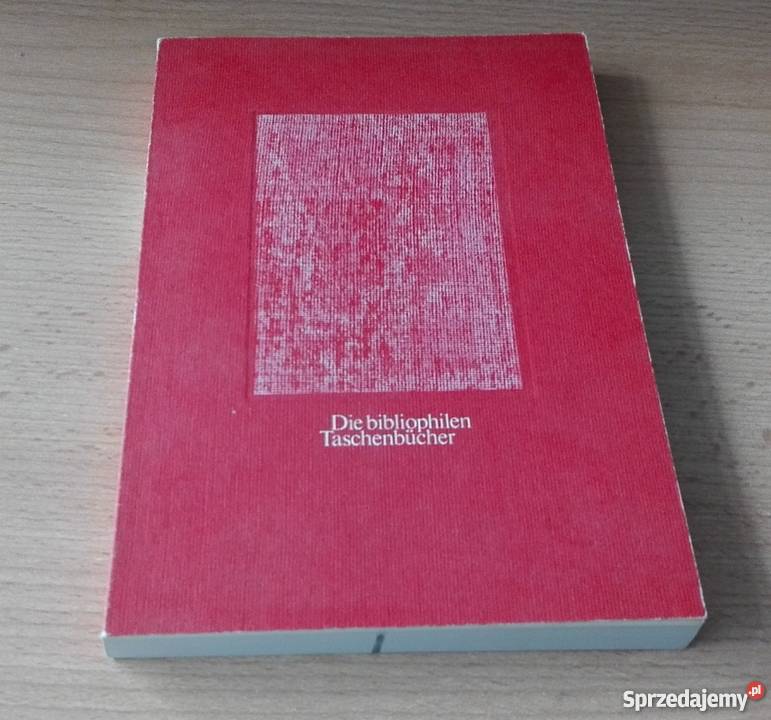 Die bibliophilen
Taschenbücher
Sprzedajemy.pl